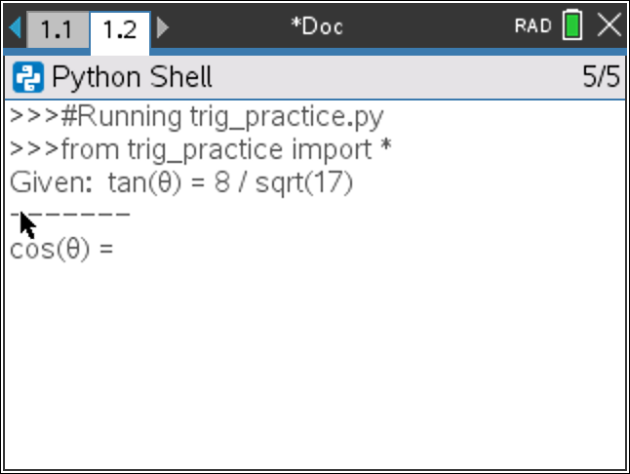 1.1 1.2 *Doc RAD
Python Shell 5/5
>>>#Running trig_practice.py
>>>from trig_practice import *
Given:  tan(θ) = 8 / sqrt(17)
-------
cos(θ) =